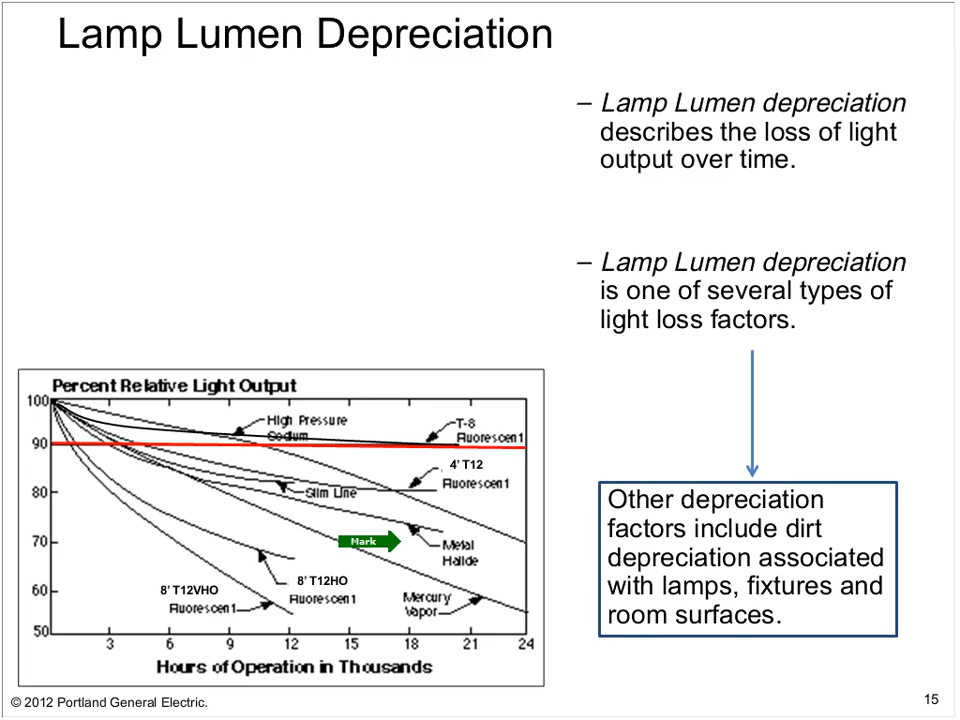 Lamp Lumen Depreciation
– Lamp Lumen depreciation
describes the loss of light
output over time.
– Lamp Lumen depreciation
is one of several types of
light loss factors.
Other depreciation
factors include dirt
depreciation associated
with lamps, fixtures and
room surfaces.
Percent Relative Light Output
100
90
80
70
60
50
High Pressure
Sodium
T-8
Fluorescent
4' T12
Fluorescent
Slim Line
Mark
Metal
Halide
8' T12HO
Fluorescent
8' T12VHO
Fluorescent
Mercury
Vapor
3 6 9 12 15 18 21 24
Hours of Operation in Thousands
© 2012 Portland General Electric.
15